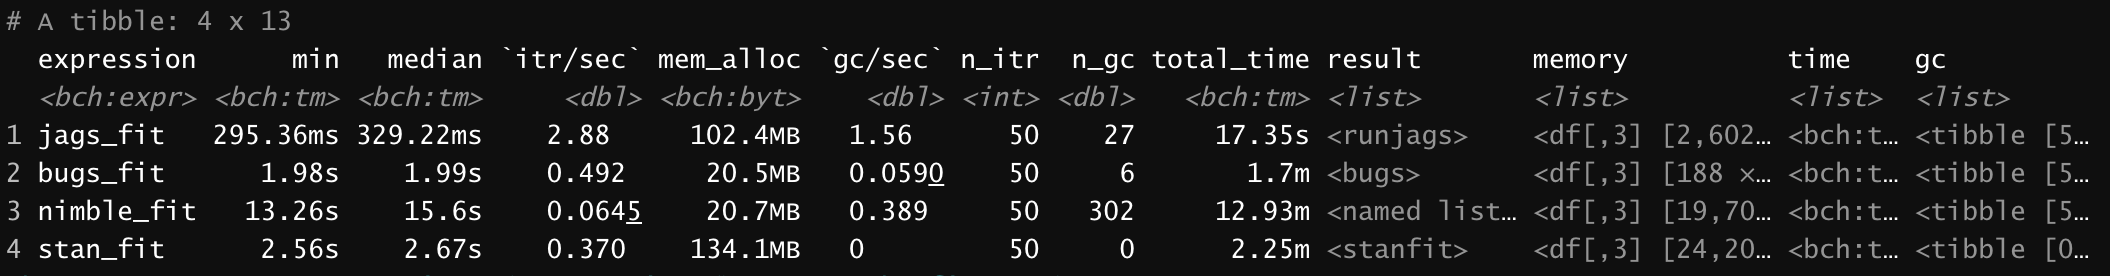 # A tibble: 4 x 13
expression min median `itr/sec` mem_alloc `gc/sec` n_itr n_gc total_time result memory time gc
<bch:expr> <bch:tm> <bch:tm> <dbl> <bch:byt> <dbl> <int> <dbl> <bch:tm> <list> <list> <list> <list>
1 jags_fit 295.36ms 329.22ms 2.88 102.4MB 1.56 50 27 17.35s <runjags> <df[,3] [2,602… <bch:t… <tibble [5…
2 bugs_fit 1.98s 1.99s 0.492 20.5MB 0.0590 50 6 1.7m <bugs> <df[,3] [188 ×… <bch:t… <tibble [5…
3 nimble_fit 13.26s 15.6s 0.0645 20.7MB 0.389 50 302 12.93m <named list… <df[,3] [19,70… <bch:t… <tibble [5…
4 stan_fit 2.56s 2.67s 0.370 134.1MB 0 50 0 2.25m <stanfit> <df[,3] [24,20… <bch:t… <tibble [0…